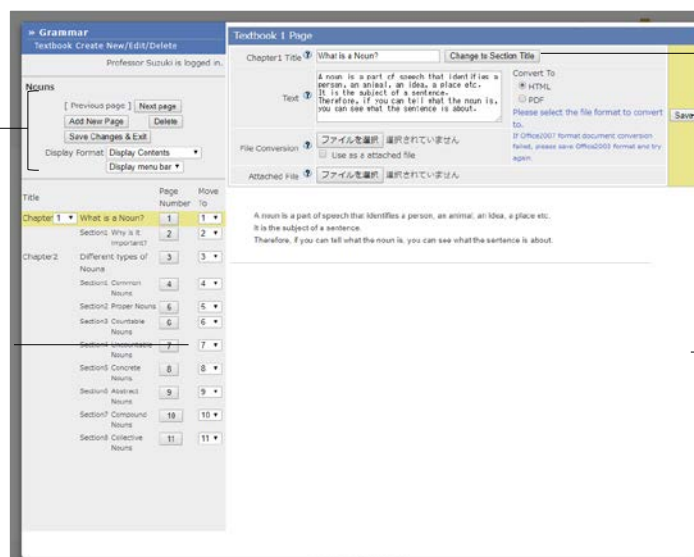 » Grammar
Textbook Create New/Edit/Delete
Professor Suzuki is logged in.
Nouns
[ Previous page ] Next page
Add New Page Delete
Save Changes & Exit
Display Format Display Contents
Display menu bar
Title Page Number Move To
Chapter 1 What is a Noun? 1 1
Section1 Why is it important? 2 2
Chapter2 Different types of Nouns 3 3
Section1 Common Nouns 4 4
Section2 Proper Nouns 5 5
Section3 Countable Nouns 6 6
Section4 Uncountable Nouns 7 7
Section5 Concrete Nouns 8 8
Section6 Abstract Nouns 9 9
Section7 Compound Nouns 10 10
Section8 Collective Nouns 11 11
Textbook 1 Page
Chapter1 Title What is a Noun? Change to Section Title
Text
A noun is a part of speech that identifies a
person, an animal, an idea, a place etc.
It is the subject of a sentence.
Therefore, if you can tell what the noun is,
you can see what the sentence is about.
Convert To
HTML
PDF
Please select the file format to convert
to.
If Office2007 format document conversion
failed, please save Office2003 format and try
again.
Save
File Conversion ファイルを選択 選択されていません
Use as a attached file
Attached File ファイルを選択 選択されていません
A noun is a part of speech that identifies a person, an animal, an idea, a place etc.
It is the subject of a sentence.
Therefore, if you can tell what the noun is, you can see what the sentence is about.